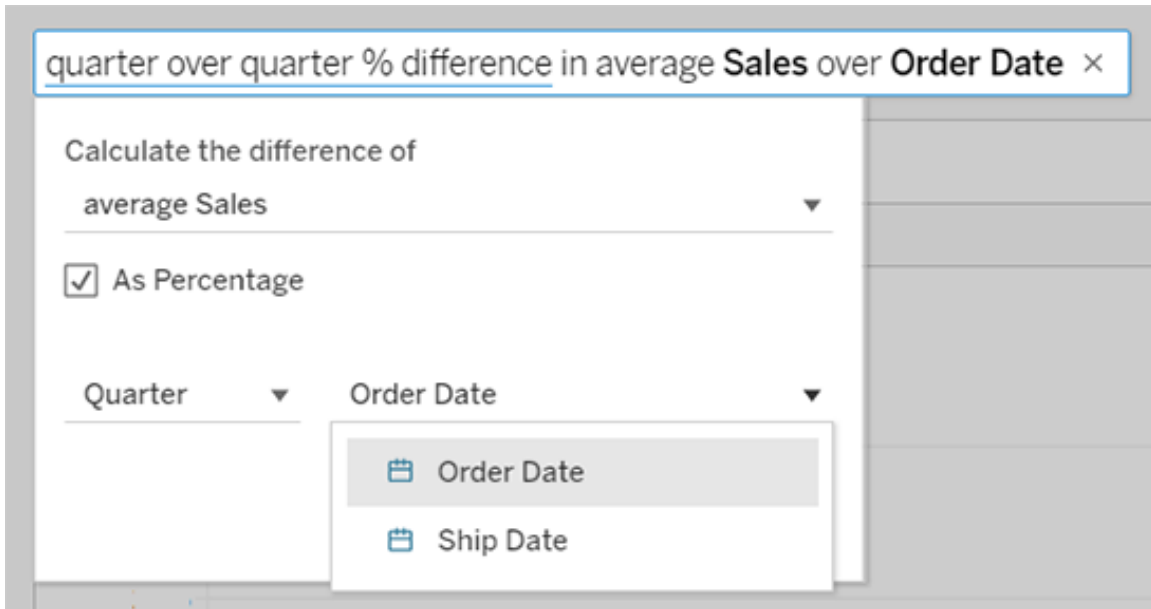 quarter over quarter % difference in average Sales over Order Date ×
Calculate the difference of
average Sales
As Percentage
Quarter Order Date
Order Date
Ship Date